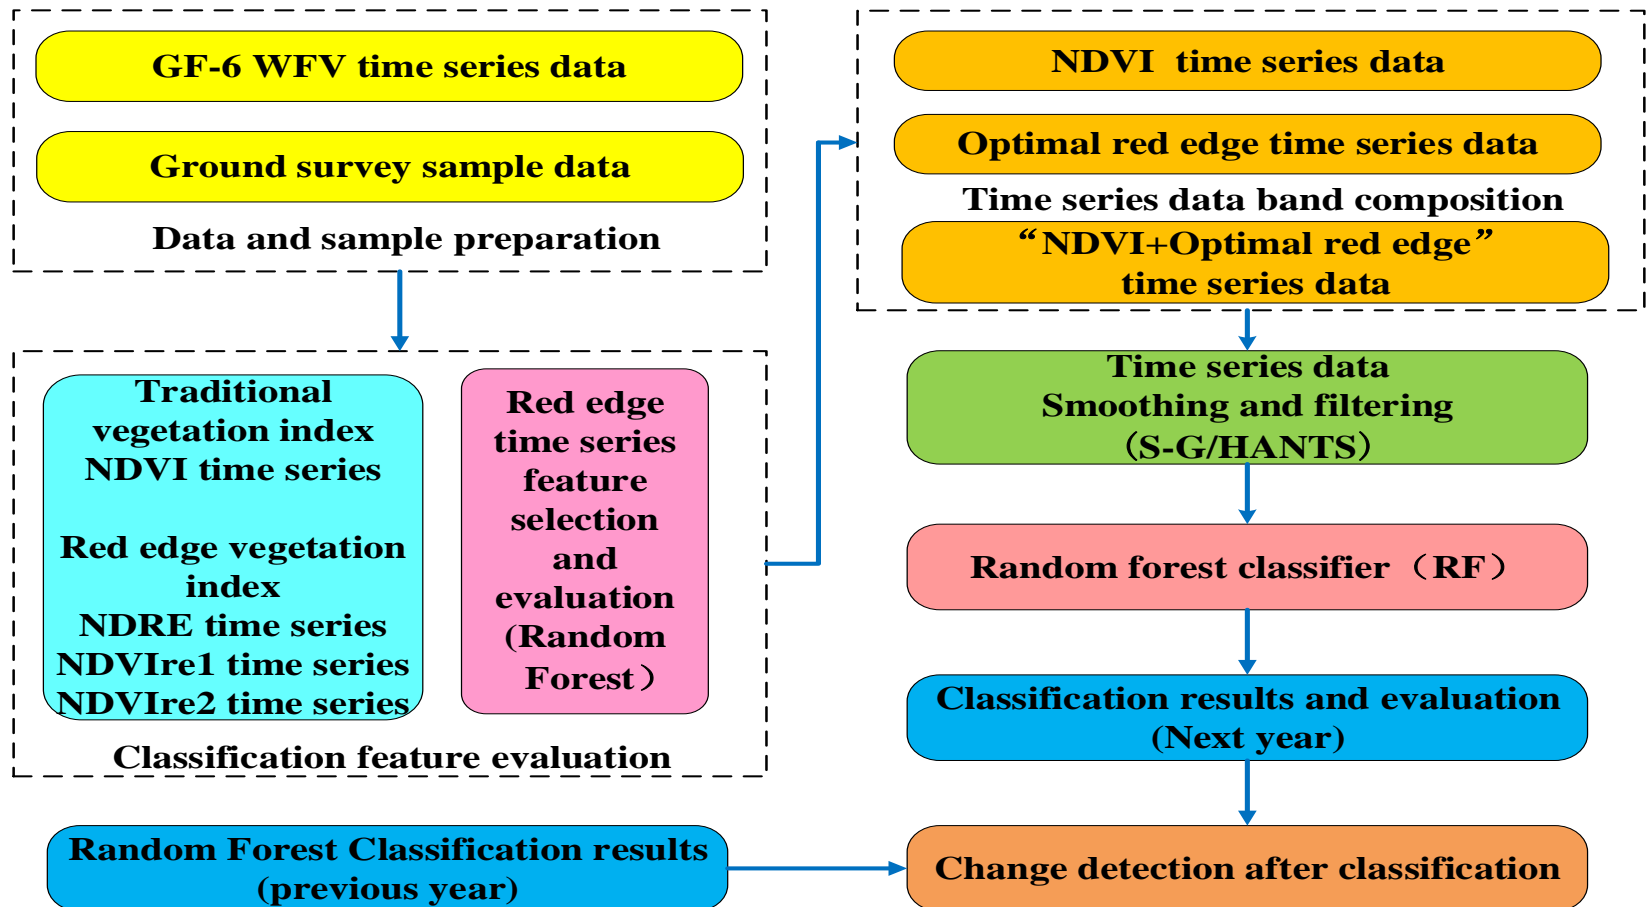 GF-6 WFV time series data
Ground survey sample data
Data and sample preparation
Traditional
vegetation index
NDVI time series
Red edge vegetation
index
NDRE time series
NDVIre1 time series
NDVIre2 time series
Red edge
time series
feature
selection
and
evaluation
(Random
Forest）
Classification feature evaluation
Random Forest Classification results
(previous year)
NDVI  time series data
Optimal red edge time series data
Time series data band composition
“NDVI+Optimal red edge”
time series data
Time series data
Smoothing and filtering
（S-G/HANTS）
Random forest classifier（RF）
Classification results and evaluation
(Next year)
Change detection after classification